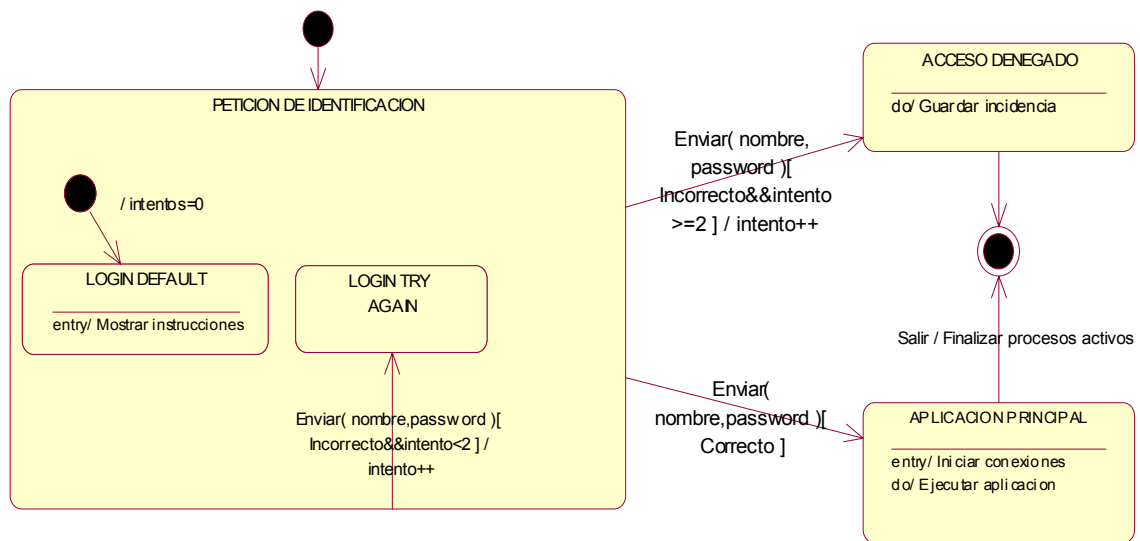 PETICION DE IDENTIFICACION
/ intentos=0
LOGIN DEFAULT
entry/ Mostrar instrucciones
LOGIN TRY
AGAIN
Enviar( nombre,password )[
Incorrecto&&intento<2 ] /
intento++
Enviar( nombre,
password )[
Incorrecto&&intento
>=2 ] / intento++
Enviar(
nombre,password )[
Correcto ]
ACCESO DENEGADO
do/ Guardar incidencia
Salir / Finalizar procesos activos
APLICACION PRINCIPAL
entry/ Iniciar conexiones
do/ Ejecutar aplicacion